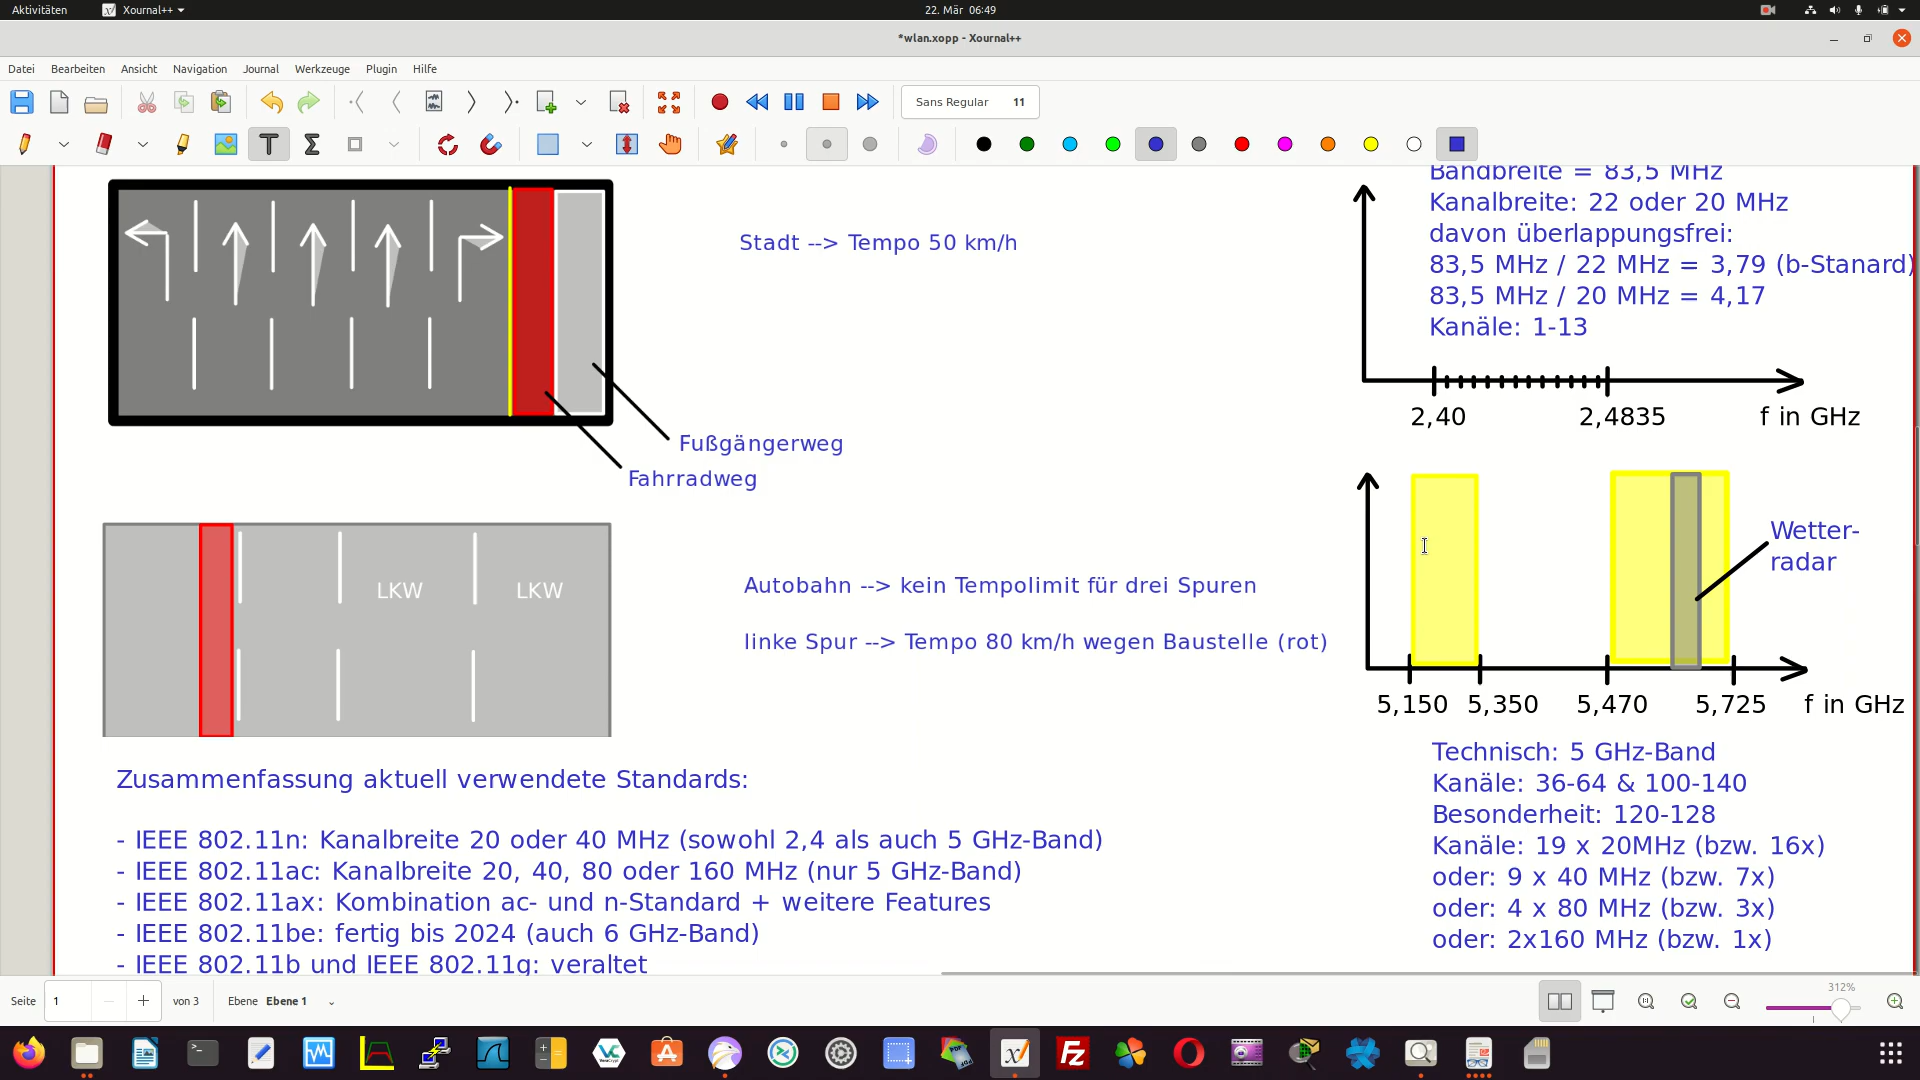 Aktivitäten
Xournal++
22. Mär 06:49
*wlan.xopp - Xournal++
Datei Bearbeiten Ansicht Navigation Journal Werkzeuge Plugin Hilfe
Sans Regular 11
Stadt --> Tempo 50 km/h
Fußgängerweg
Fahrradweg
LKW LKW
Autobahn --> kein Tempolimit für drei Spuren
linke Spur --> Tempo 80 km/h wegen Baustelle (rot)
Zusammenfassung aktuell verwendete Standards:
- IEEE 802.11n: Kanalbreite 20 oder 40 MHz (sowohl 2,4 als auch 5 GHz-Band)
- IEEE 802.11ac: Kanalbreite 20, 40, 80 oder 160 MHz (nur 5 GHz-Band)
- IEEE 802.11ax: Kombination ac- und n-Standard + weitere Features
- IEEE 802.11be: fertig bis 2024 (auch 6 GHz-Band)
- IEEE 802.11b und IEEE 802.11g: veraltet
Bandbreite = 83,5 MHz
Kanalbreite: 22 oder 20 MHz
davon überlappungsfrei:
83,5 MHz / 22 MHz = 3,79 (b-Stanard)
83,5 MHz / 20 MHz = 4,17
Kanäle: 1-13
2,40 2,4835 f in GHz
Wetter-
radar
5,150 5,350 5,470 5,725 f in GHz
Technisch: 5 GHz-Band
Kanäle: 36-64 & 100-140
Besonderheit: 120-128
Kanäle: 19 x 20MHz (bzw. 16x)
oder: 9 x 40 MHz (bzw. 7x)
oder: 4 x 80 MHz (bzw. 3x)
oder: 2x160 MHz (bzw. 1x)
Seite 1 von 3 Ebene Ebene 1
312%